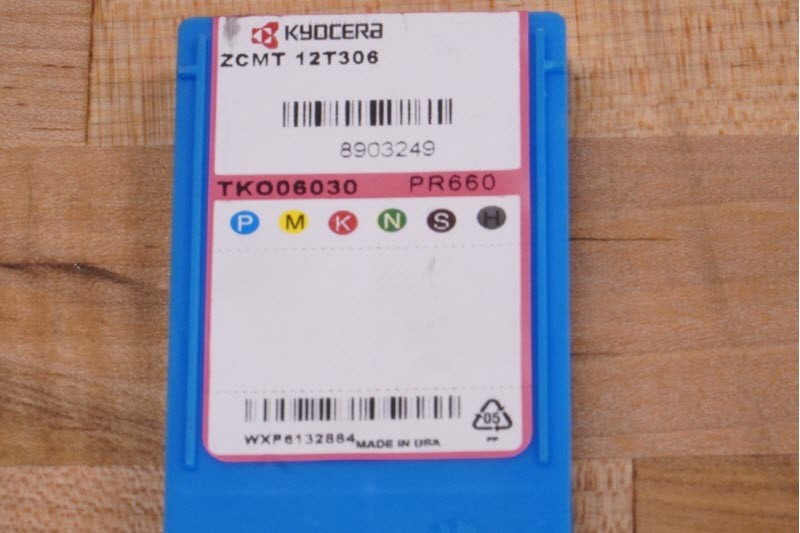 KYOCERA
ZCMT 12T306
8903249
TKO06030 PR660
P M K N S H
WXP6132884 MADE IN USA
05
PP